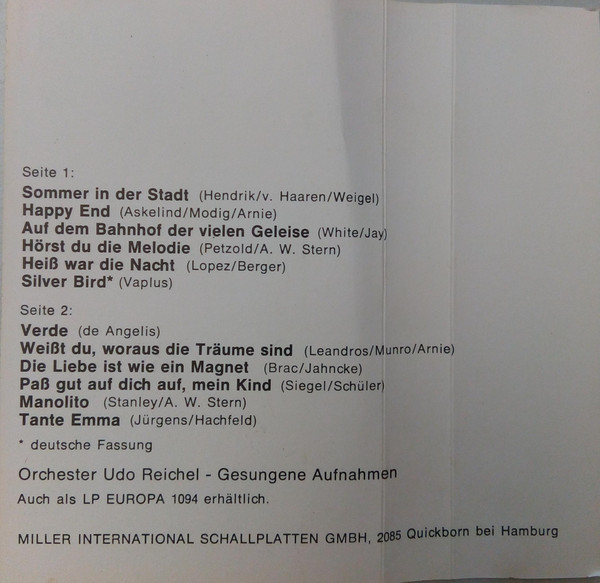 Seite 1:
Sommer in der Stadt (Hendrik/v. Haaren/Weigel)
Happy End (Askelind/Modig/Arnie)
Auf dem Bahnhof der vielen Geleise (White/Jay)
Hörst du die Melodie (Petzold/A. W. Stern)
Heiß war die Nacht (Lopez/Berger)
Silver Bird* (Vaplus)
Seite 2:
Verde (de Angelis)
Weißt du, woraus die Träume sind (Leandros/Munro/Arnie)
Die Liebe ist wie ein Magnet (Brac/Jahncke)
Paß gut auf dich auf, mein Kind (Siegel/Schüler)
Manolito (Stanley/A. W. Stern)
Tante Emma (Jürgens/Hachfeld)
* deutsche Fassung
Orchester Udo Reichel - Gesungene Aufnahmen
Auch als LP EUROPA 1094 erhältlich.
MILLER INTERNATIONAL SCHALLPLATTEN GMBH, 2085 Quickborn bei Hamburg